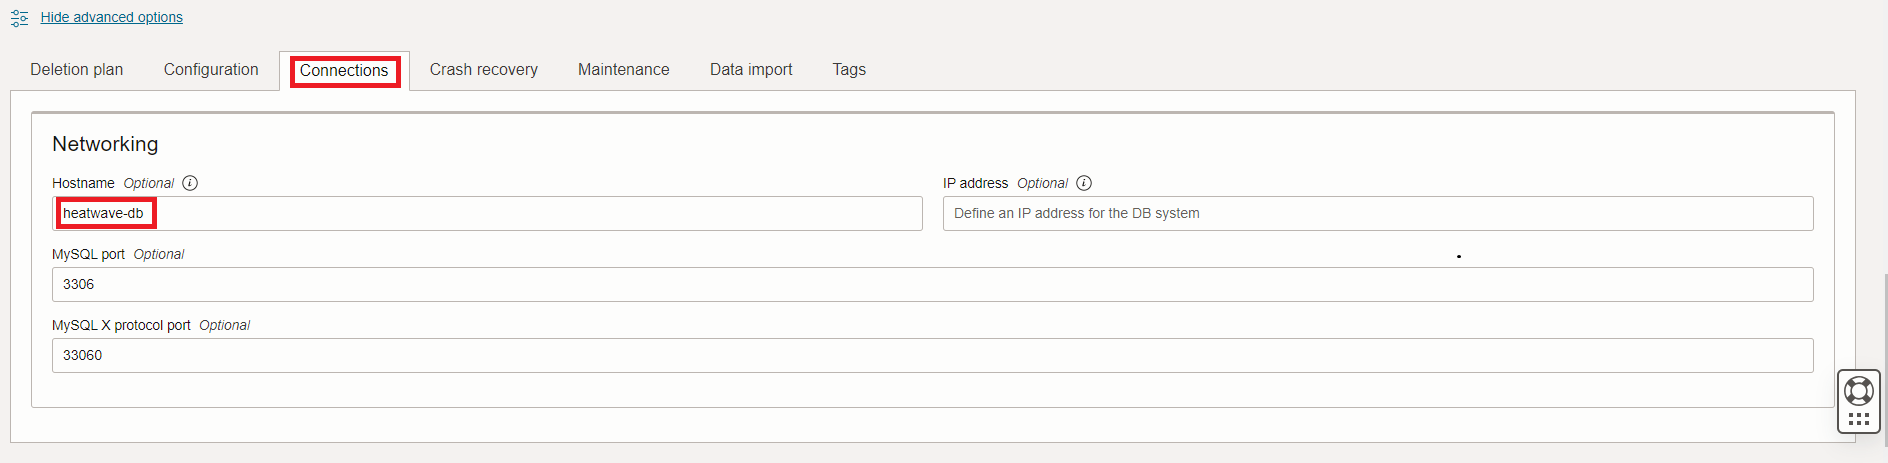 Hide advanced options
Deletion plan Configuration Connections Crash recovery Maintenance Data import Tags
Networking
Hostname Optional IP address Optional
heatwave-db Define an IP address for the DB system
MySQL port Optional
3306
MySQL X protocol port Optional
33060